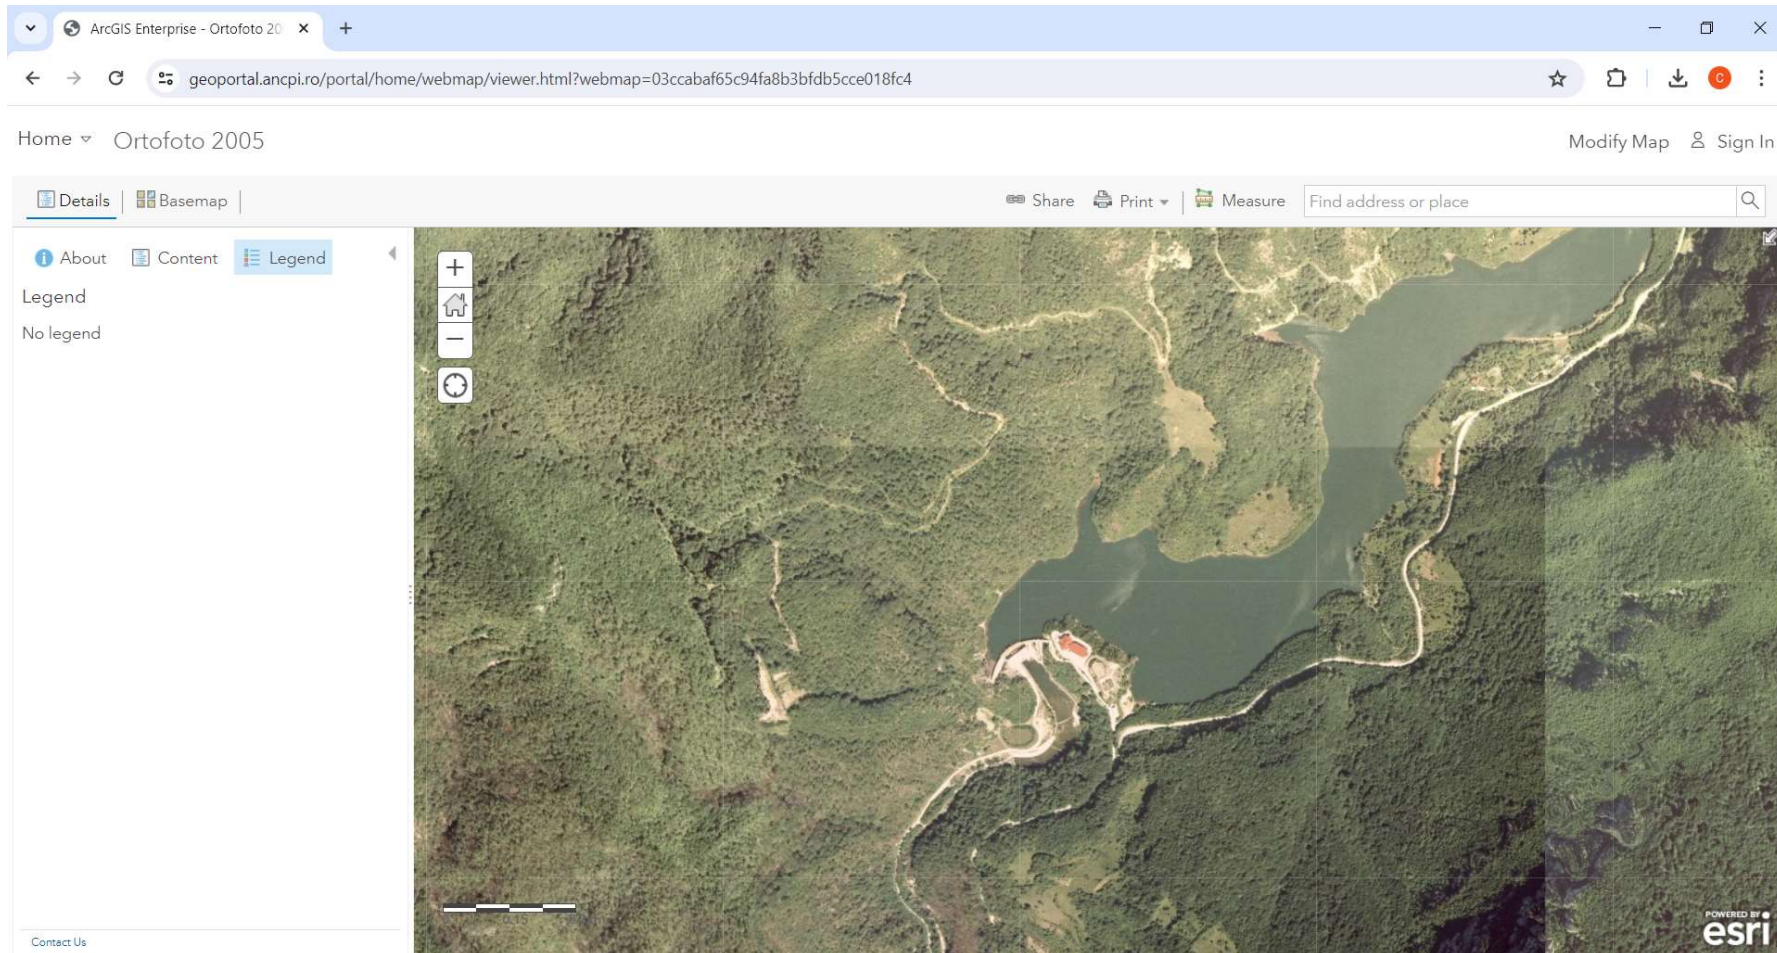 ArcGIS Enterprise - Ortofoto 20
geoportal.ancpi.ro/portal/home/webmap/viewer.html?webmap=03ccabaf65c94fa8b3bfdb5cce018fc4
C
Home Ortofoto 2005
Modify Map Sign In
Details Basemap
Share Print Measure Find address or place
About Content Legend
Legend
No legend
Contact Us
POWERED BY
esri